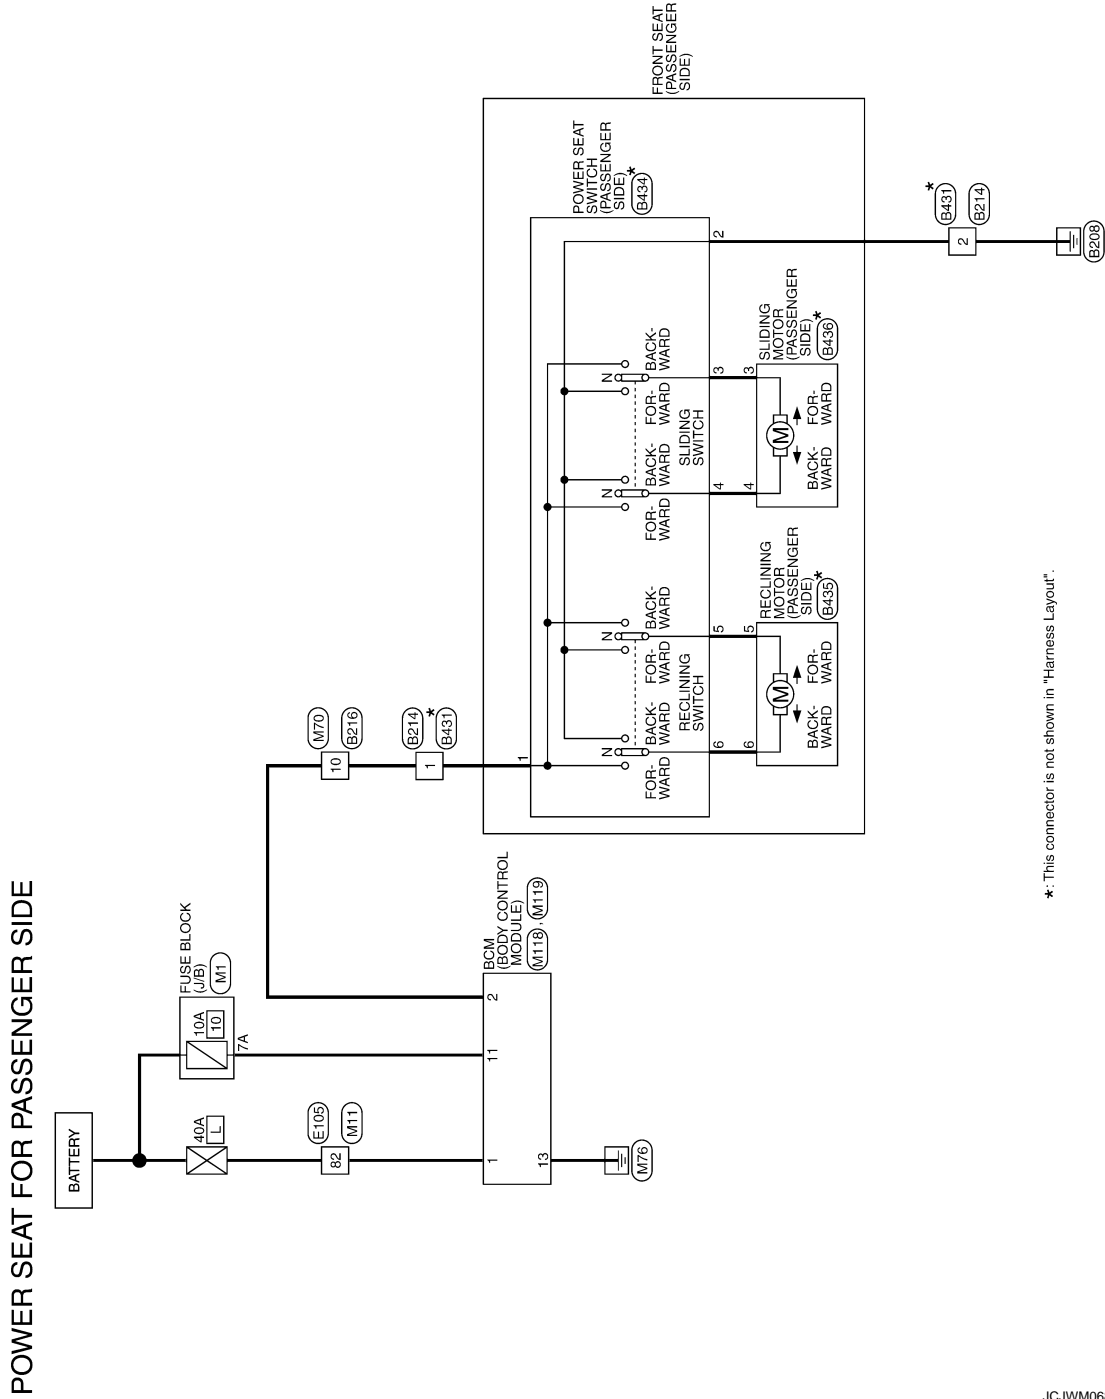 POWER SEAT FOR PASSENGER SIDE
BATTERY
40A
L
E105
82
M11
1
13
M76
FUSE BLOCK
(J/B)
M1
10A
10
7A
11
2
BCM
(BODY CONTROL
MODULE)
M118 , M119
M70
10
B216
B214
1
*
B431
FRONT SEAT
(PASSENGER
SIDE)
POWER SEAT
SWITCH
(PASSENGER
SIDE)
*
B434
1
N
FOR-
WARD
BACK-
WARD
N
FOR-
WARD
BACK-
WARD
RECLINING
SWITCH
N
FOR-
WARD
BACK-
WARD
N
FOR-
WARD
BACK-
WARD
SLIDING
SWITCH
6
5
4
3
2
6
5
4
3
RECLINING
MOTOR
(PASSENGER
SIDE)
*
B435
M
BACK-
WARD
FOR-
WARD
SLIDING
MOTOR
(PASSENGER
SIDE)
*
B436
M
BACK-
WARD
FOR-
WARD
*
B431
2
B214
B208
*: This connector is not shown in "Harness Layout".
JCJWM06